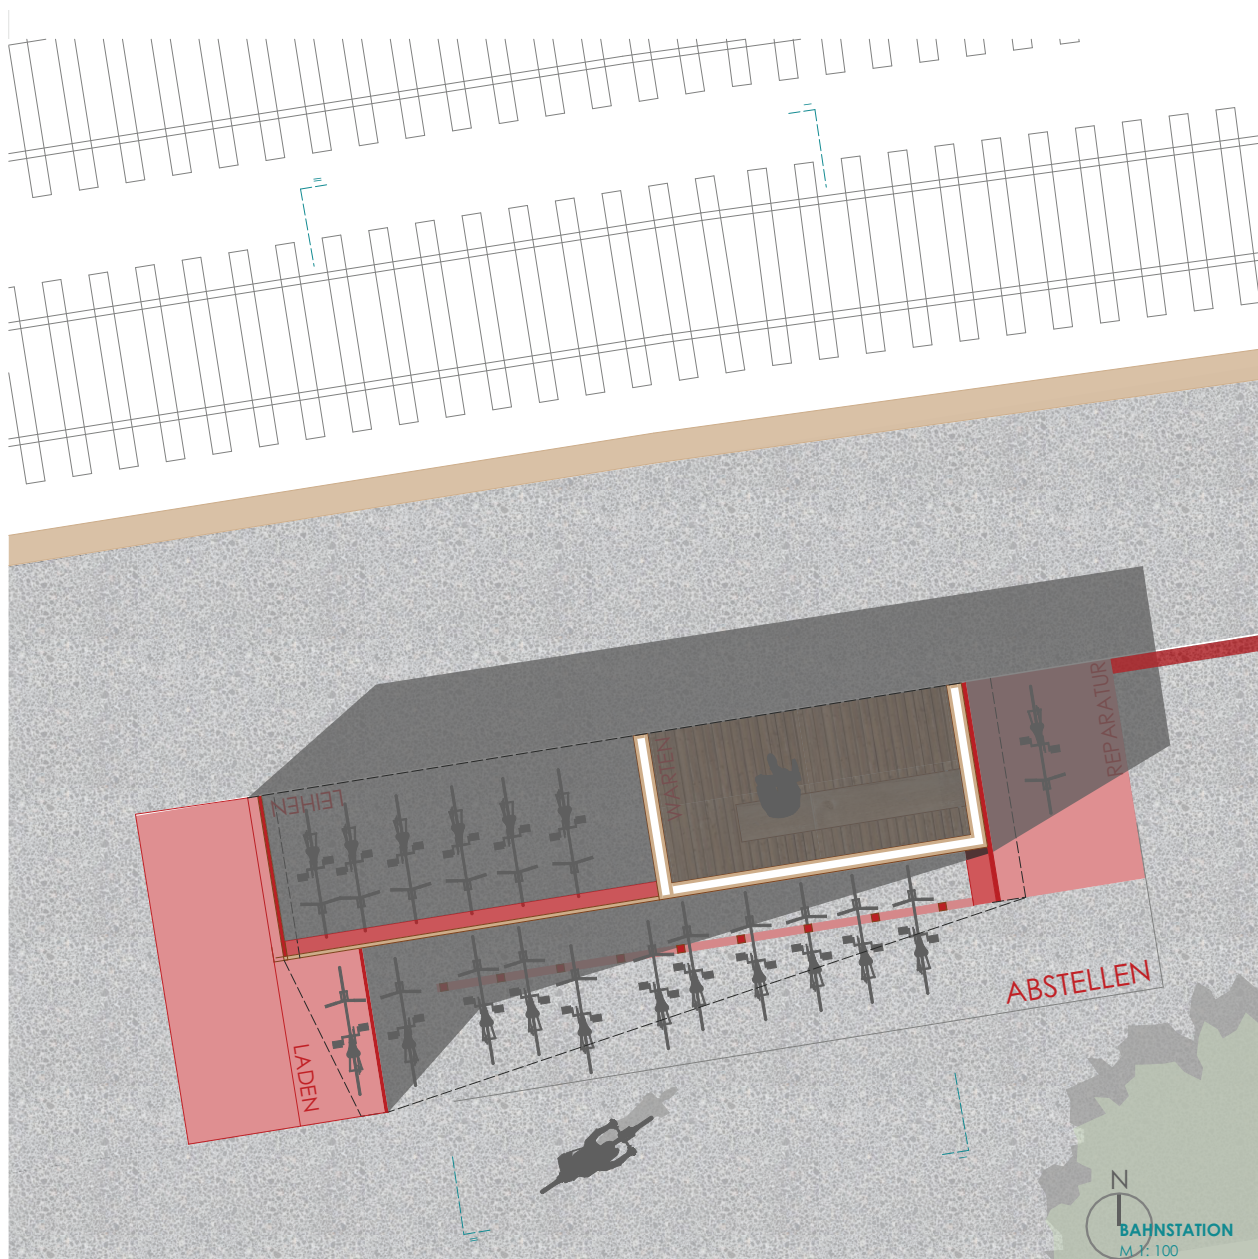 LEIHEN
WARTEN
REPARATUR
ABSTELLEN
LADEN
N
BAHNSTATION
M 1: 100